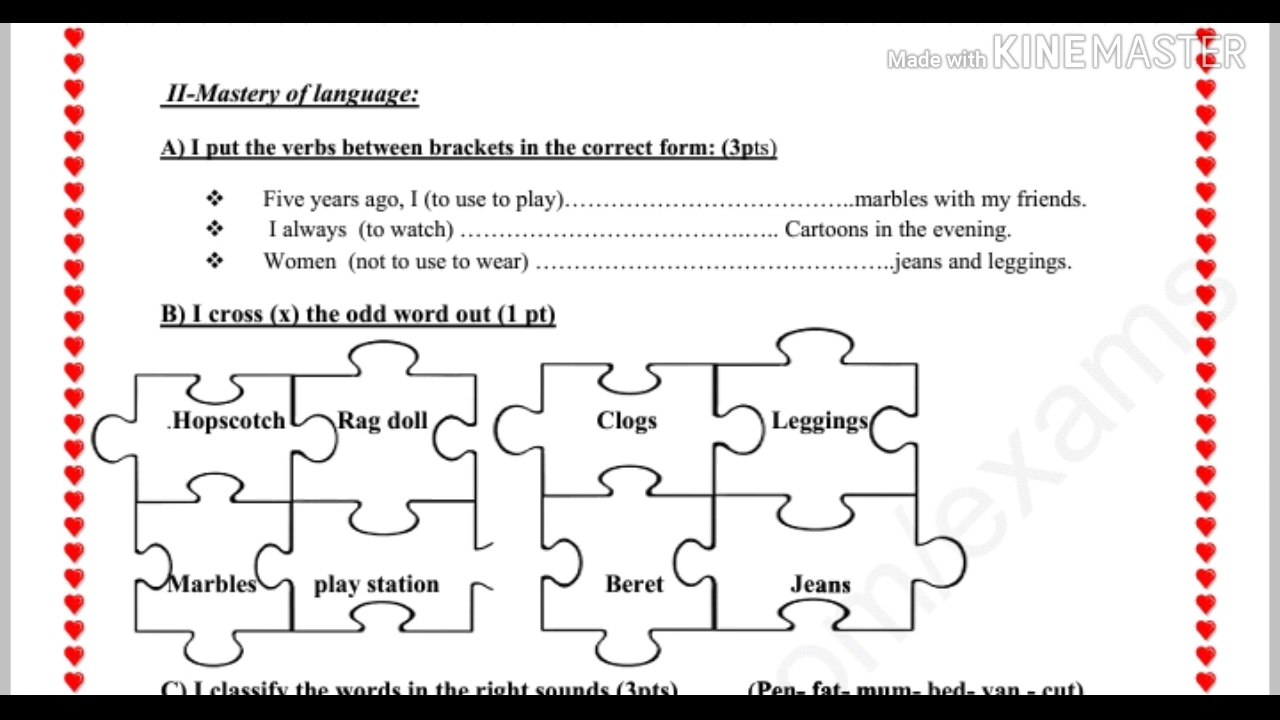 Made with KINEMASTER
II-Mastery of language:
A) I put the verbs between brackets in the correct form: (3pts)
❖ Five years ago, I (to use to play)…………………………………..marbles with my friends.
❖ I always (to watch) ………………………………….….. Cartoons in the evening.
❖ Women (not to use to wear) ………………………………………….jeans and leggings.
B) I cross (x) the odd word out (1 pt)
.Hopscotch Rag doll Clogs Leggings
Marbles play station Beret Jeans
om/exams
C) I classify the words in the right sounds (3pts) (Pen- fat- mum- bed- van - cut)